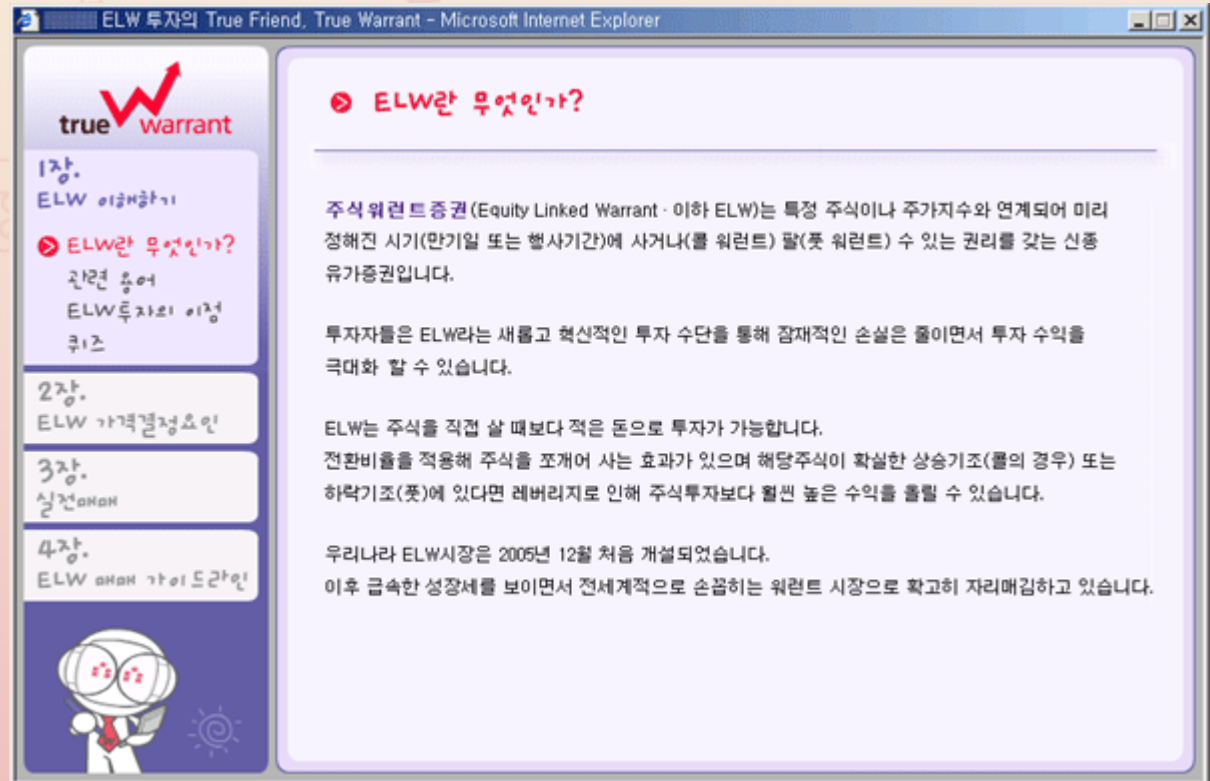 ELW 투자의 True Friend, True Warrant - Microsoft Internet Explorer
true warrant
1장.
ELW 이해하기
ELW란 무엇인가?
관련 용어
ELW투자의 이점
퀴즈
2장.
ELW 가격결정요인
3장.
실전매매
4장.
ELW 매매 가이드라인
ELW란 무엇인가?
주식워런트증권(Equity Linked Warrant · 이하 ELW)는 특정 주식이나 주가지수와 연계되어 미리
정해진 시기(만기일 또는 행사기간)에 사거나(콜 워런트) 팔(풋 워런트) 수 있는 권리를 갖는 신종
유가증권입니다.
투자자들은 ELW라는 새롭고 혁신적인 투자 수단을 통해 잠재적인 손실은 줄이면서 투자 수익을
극대화 할 수 있습니다.
ELW는 주식을 직접 살 때보다 적은 돈으로 투자가 가능합니다.
전환비율을 적용해 주식을 쪼개어 사는 효과가 있으며 해당주식이 확실한 상승기조(콜의 경우) 또는
하락기조(풋)에 있다면 레버리지로 인해 주식투자보다 훨씬 높은 수익을 올릴 수 있습니다.
우리나라 ELW시장은 2005년 12월 처음 개설되었습니다.
이후 급속한 성장세를 보이면서 전세계적으로 손꼽히는 워런트 시장으로 확고히 자리매김하고 있습니다.